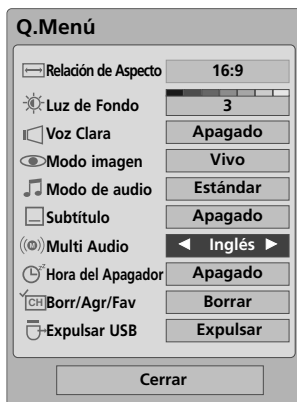 Q.Menú
Relación de Aspecto 16:9
Luz de Fondo 3
Voz Clara Apagado
Modo imagen Vivo
Modo de audio Estándar
Subtítulo Apagado
Multi Audio ◀ Inglés ▶
Hora del Apagador Apagado
CH Borr/Agr/Fav Borrar
Expulsar USB Expulsar
Cerrar